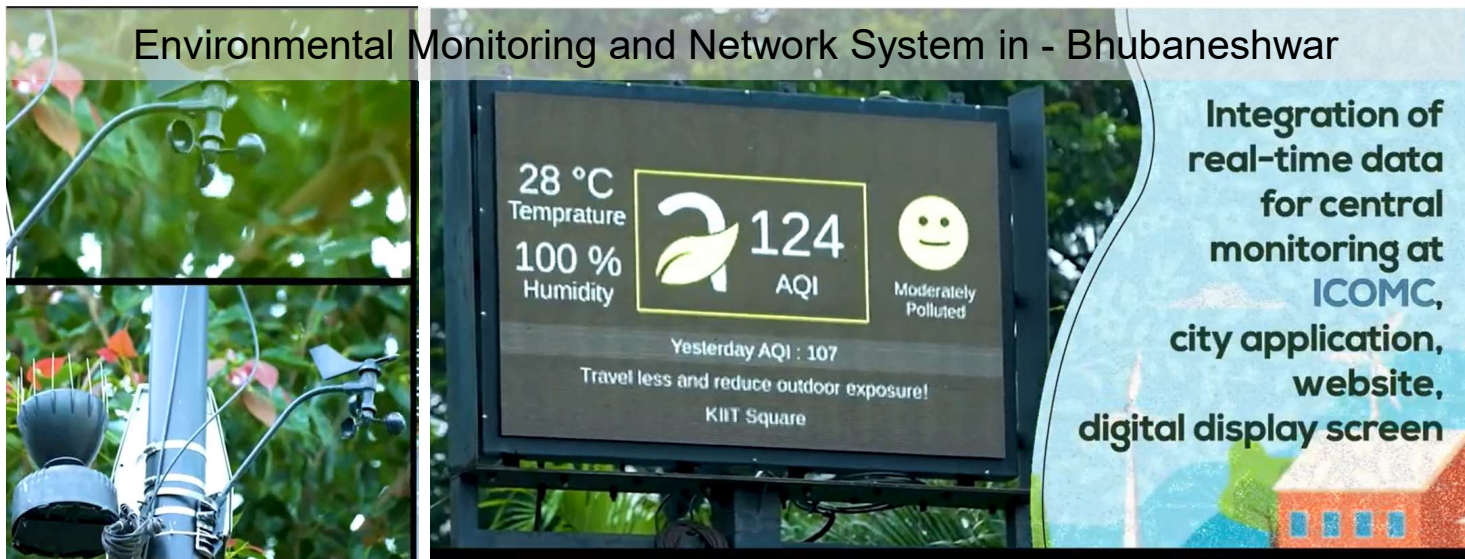 Environmental Monitoring and Network System in - Bhubaneshwar
28 °C
Temprature
100 %
Humidity
124
AQI
Moderately
Polluted
Yesterday AQI : 107
Travel less and reduce outdoor exposure!
KIIT Square
Integration of
real-time data
for central
monitoring at
ICOMC,
city application,
website,
digital display screen